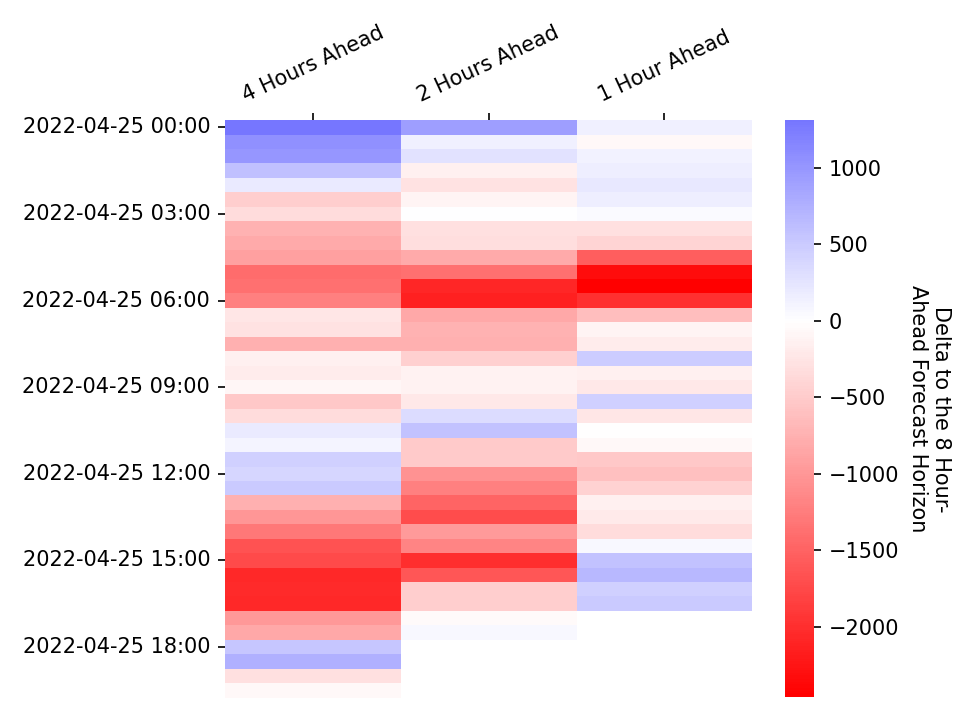 4 Hours Ahead
2 Hours Ahead
1 Hour Ahead
2022-04-25 00:00
2022-04-25 03:00
2022-04-25 06:00
2022-04-25 09:00
2022-04-25 12:00
2022-04-25 15:00
2022-04-25 18:00
1000
500
0
−500
−1000
−1500
−2000
Delta to the 8 Hour-
Ahead Forecast Horizon